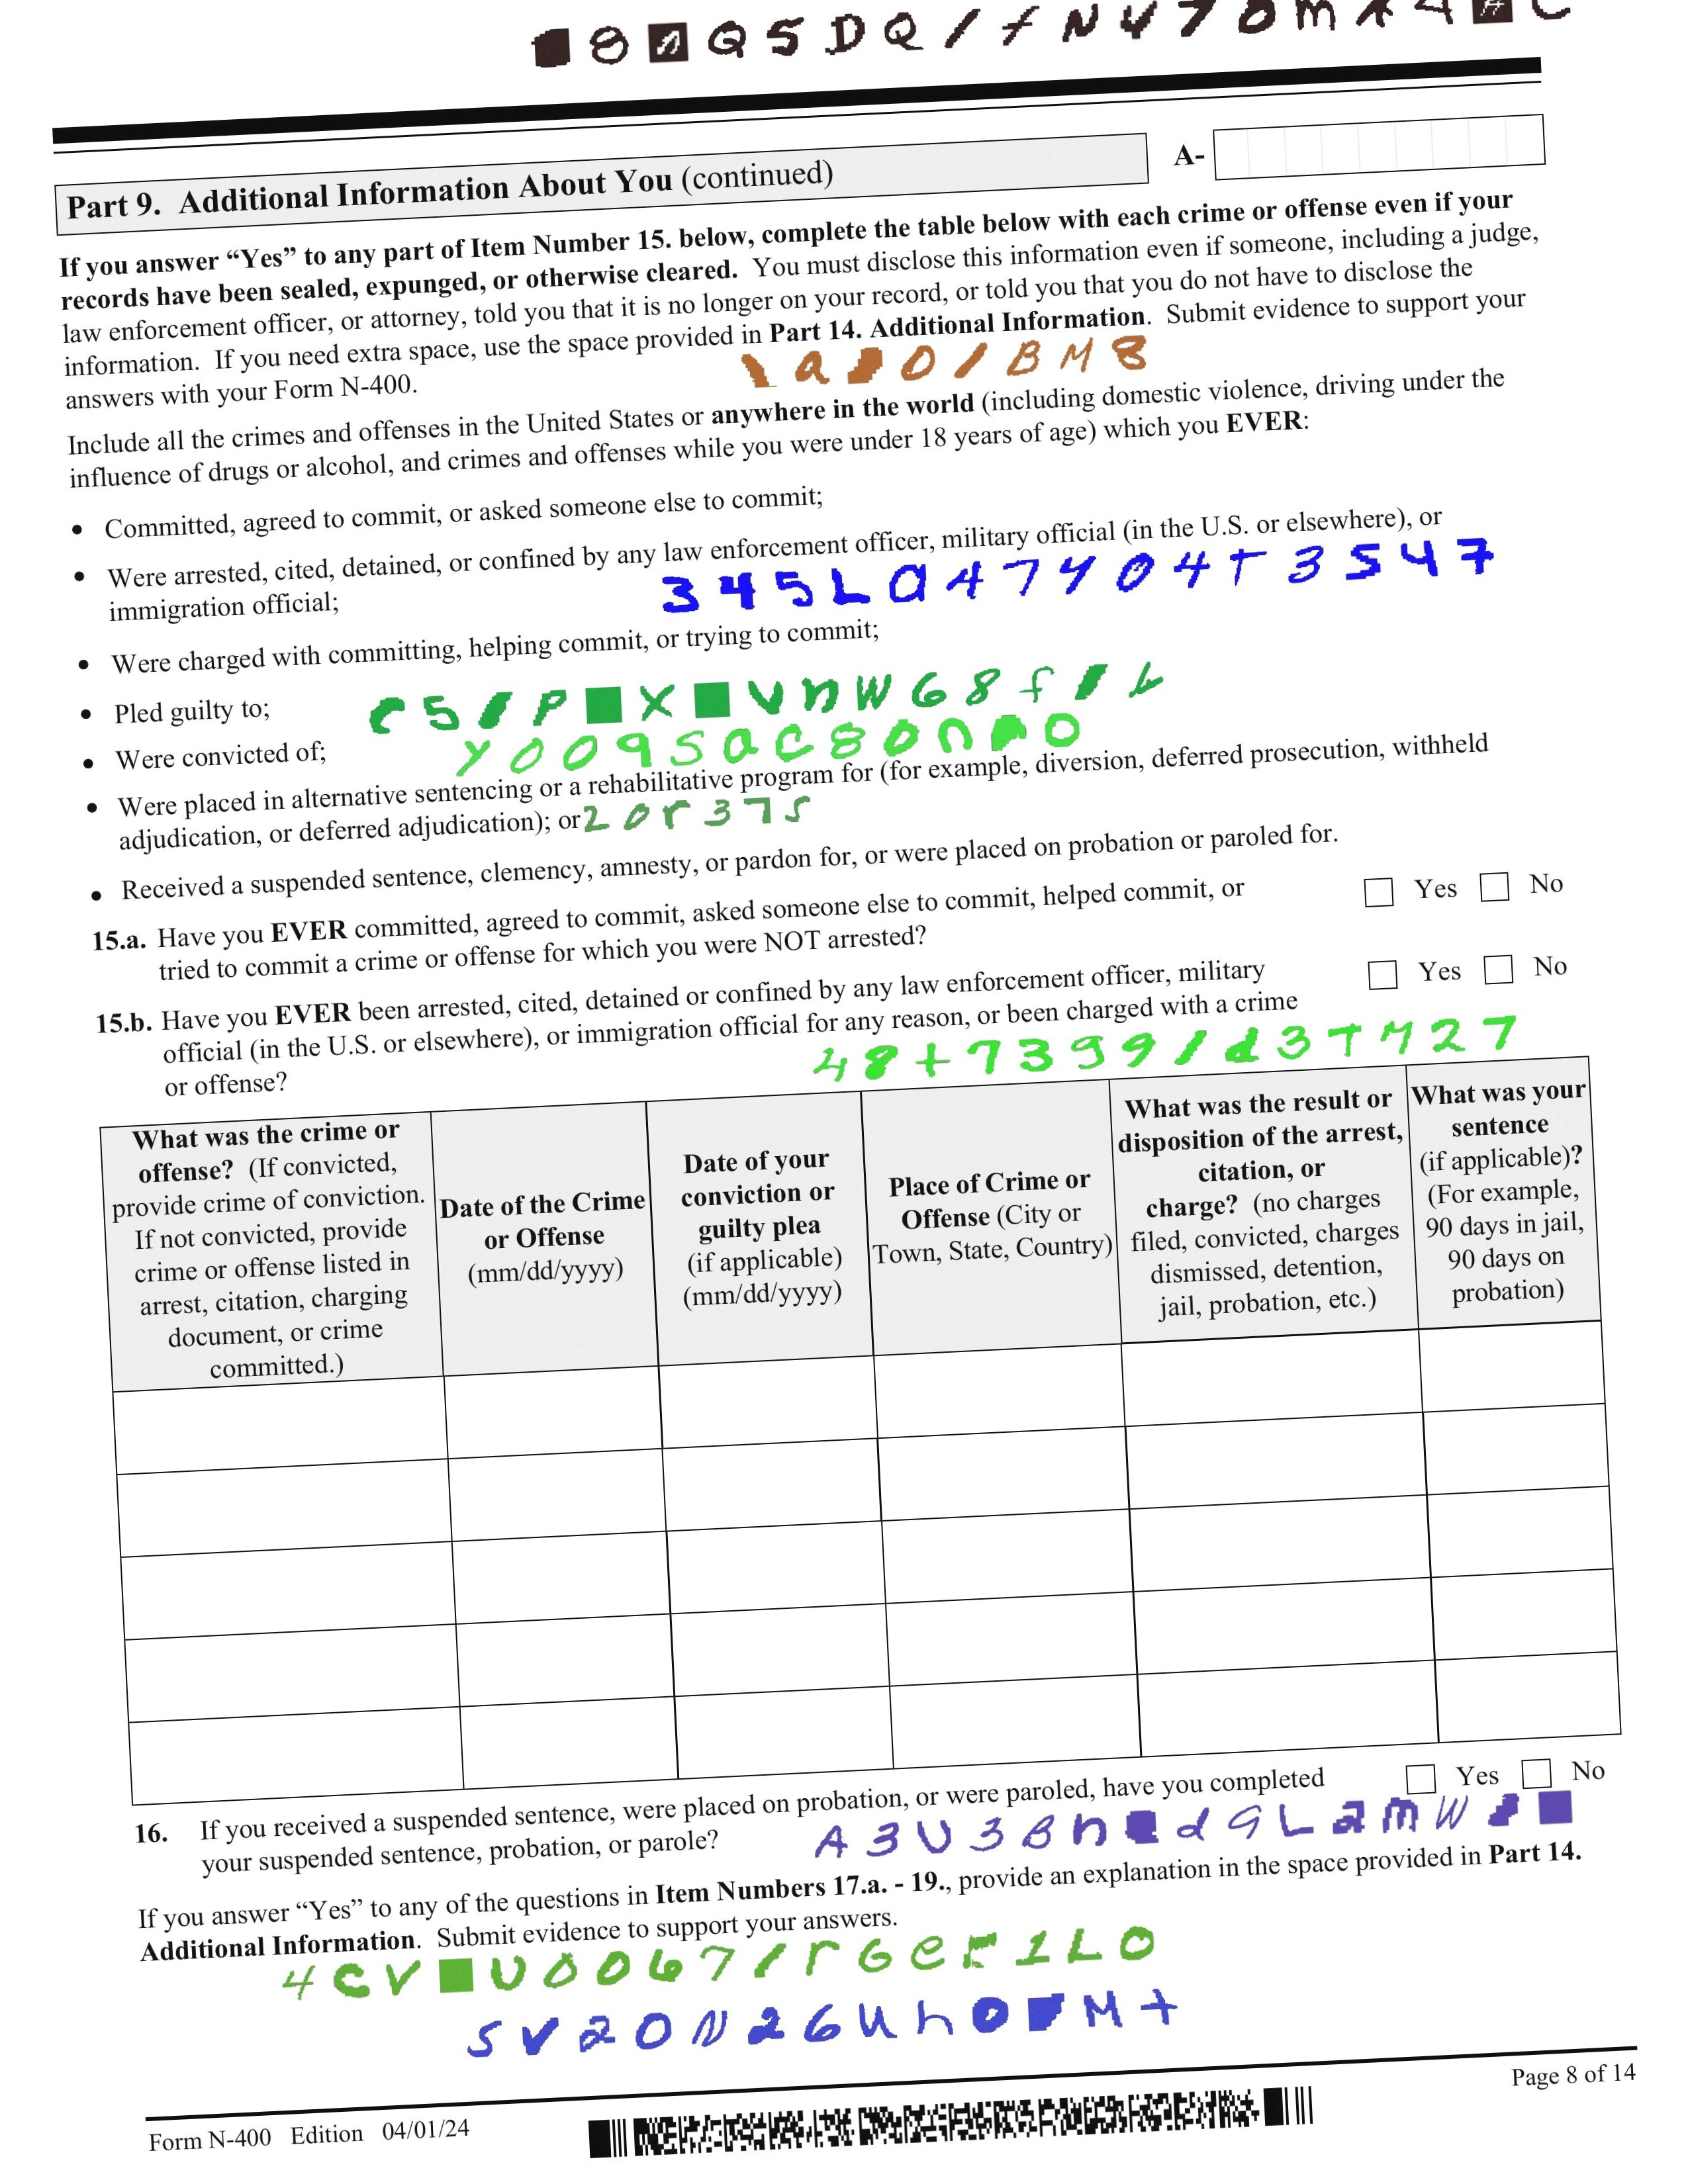 Part 9. Additional Information About You (continued)
A-
If you answer “Yes” to any part of Item Number 15. below, complete the table below with each crime or offense even if your
records have been sealed, expunged, or otherwise cleared. You must disclose this information even if someone, including a judge,
law enforcement officer, or attorney, told you that it is no longer on your record, or told you that you do not have to disclose the
information. If you need extra space, use the space provided in Part 14. Additional Information. Submit evidence to support your
answers with your Form N-400.
Include all the crimes and offenses in the United States or anywhere in the world (including domestic violence, driving under the
influence of drugs or alcohol, and crimes and offenses while you were under 18 years of age) which you EVER:
• Committed, agreed to commit, or asked someone else to commit;
• Were arrested, cited, detained, or confined by any law enforcement officer, military official (in the U.S. or elsewhere), or
immigration official;
345La47404T3547
• Were charged with committing, helping commit, or trying to commit;
• Pled guilty to;
• Were convicted of;
• Were placed in alternative sentencing or a rehabilitative program for (for example, diversion, deferred prosecution, withheld
adjudication, or deferred adjudication); or
20r37S
• Received a suspended sentence, clemency, amnesty, or pardon for, or were placed on probation or paroled for.
15.a. Have you EVER committed, agreed to commit, asked someone else to commit, helped commit, or
tried to commit a crime or offense for which you were NOT arrested?
Yes No
15.b. Have you EVER been arrested, cited, detained or confined by any law enforcement officer, military
official (in the U.S. or elsewhere), or immigration official for any reason, or been charged with a crime
or offense?
Yes No
48+7399/d3TM27
What was the crime or
offense? (If convicted,
provide crime of conviction.
If not convicted, provide
crime or offense listed in
arrest, citation, charging
document, or crime
committed.)
Date of the Crime
or Offense
(mm/dd/yyyy)
Date of your
conviction or
guilty plea
(if applicable)
(mm/dd/yyyy)
Place of Crime or
Offense (City or
Town, State, Country)
What was the result or
disposition of the arrest,
citation, or
charge? (no charges
filed, convicted, charges
dismissed, detention,
jail, probation, etc.)
What was your
sentence
(if applicable)?
(For example,
90 days in jail,
90 days on
probation)
16. If you received a suspended sentence, were placed on probation, or were paroled, have you completed
your suspended sentence, probation, or parole?
Yes No
If you answer “Yes” to any of the questions in Item Numbers 17.a. - 19., provide an explanation in the space provided in Part 14.
Additional Information. Submit evidence to support your answers.
Form N-400 Edition 04/01/24
Page 8 of 14